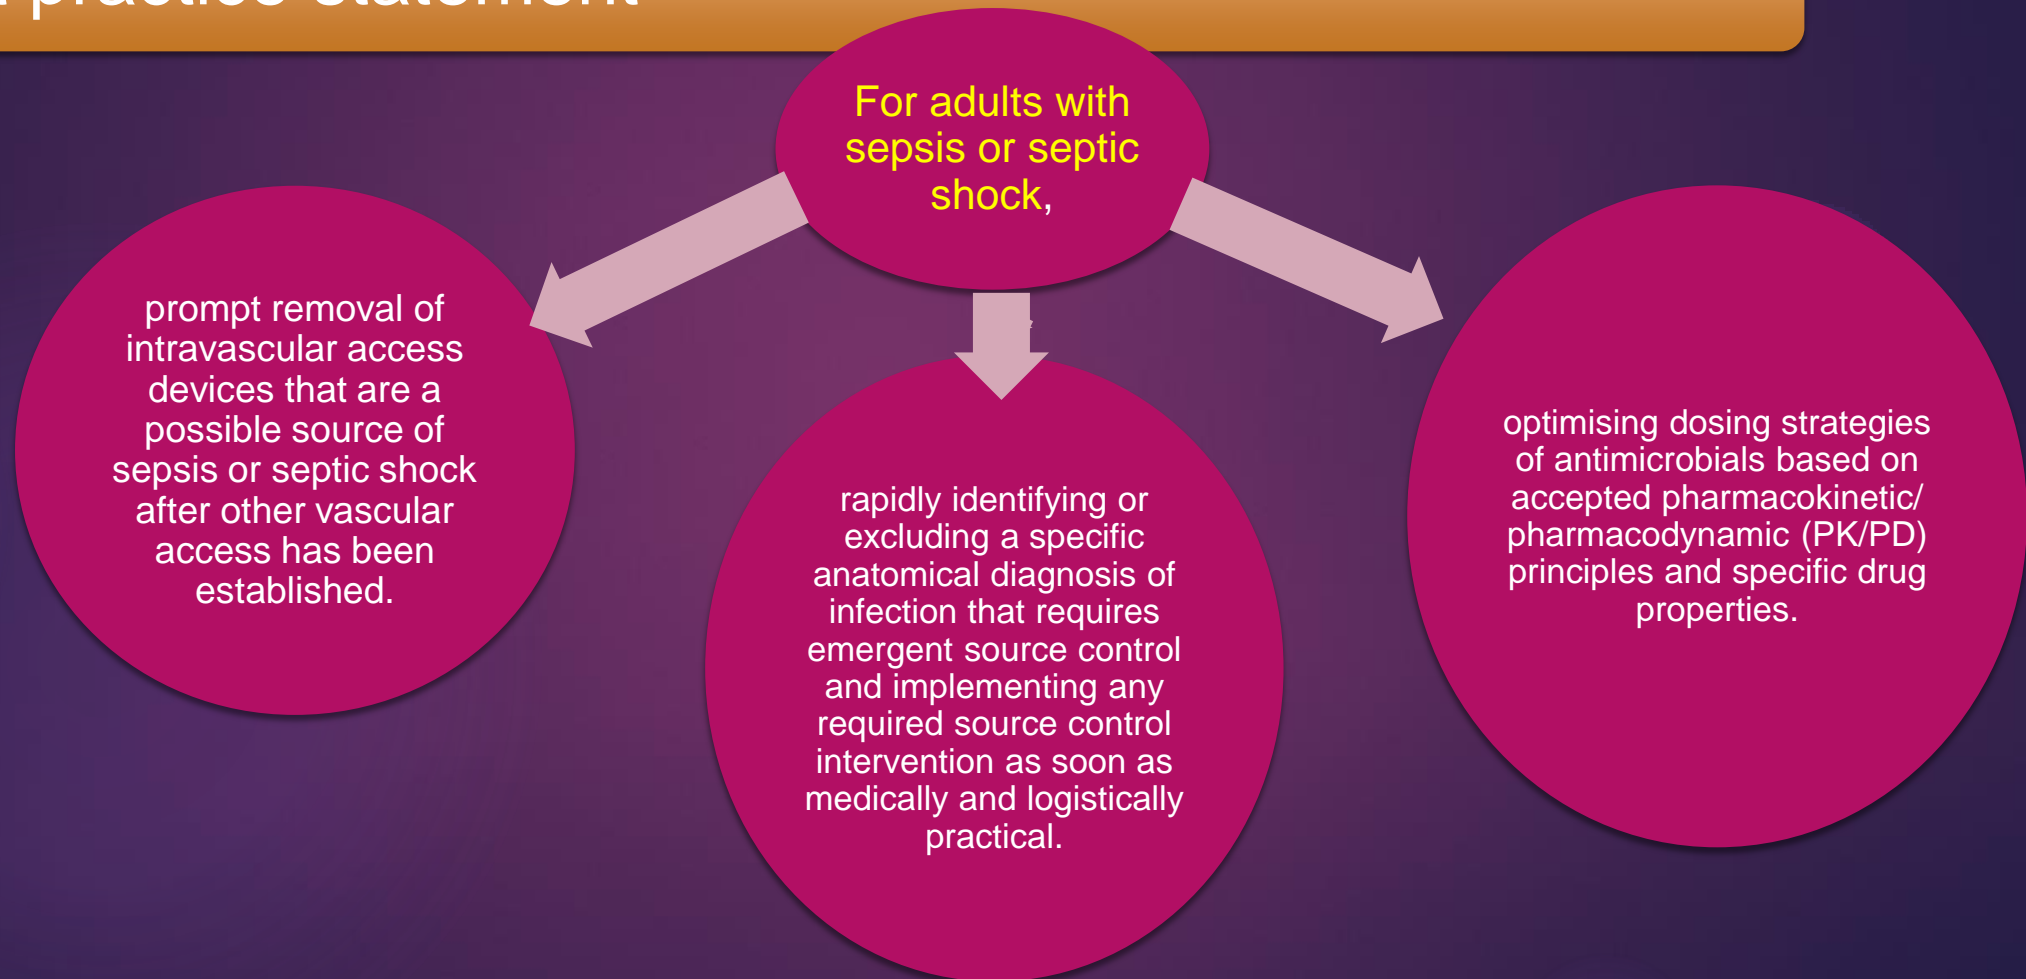 practice statement
For adults with
sepsis or septic
shock,
prompt removal of
intravascular access
devices that are a
possible source of
sepsis or septic shock
after other vascular
access has been
established.
rapidly identifying or
excluding a specific
anatomical diagnosis of
infection that requires
emergent source control
and implementing any
required source control
intervention as soon as
medically and logistically
practical.
optimising dosing strategies
of antimicrobials based on
accepted pharmacokinetic/
pharmacodynamic (PK/PD)
principles and specific drug
properties.